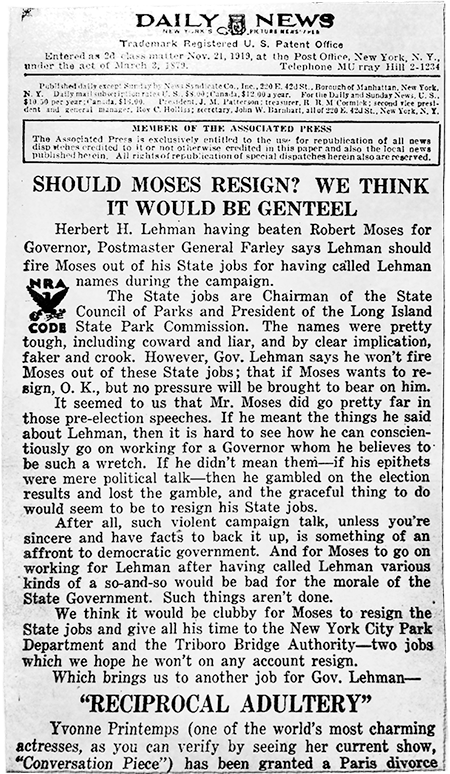 DAILY NEWS
NEW YORK'S PICTURE NEWSPAPER
Trademark Registered U. S. Patent Office
Entered as 2d class matter Nov. 21, 1919, at the Post Office, New York, N. Y.,
under the act of March 3, 1879. Telephone MU rray Hill 2-1234
Published daily except Sunday by News Syndicate Co., Inc., 220 E. 42d St., Borough of Manhattan, New York,
N. Y. Daily mail subscription rates U. S. $8.00; Canada, $12.00 a year. For the Daily and Sunday News, U. S.,
$10.50 per year; Canada, $16.00. President, J. M. Patterson; treasurer, R. R. McCormick; second vice presi-
dent and general manager, Roy C. Holliss; secretary, John W. Barnhart, all of 220 E. 42d St., New York, N. Y.
MEMBER OF THE ASSOCIATED PRESS
The Associated Press is exclusively entitled to the use for republication of all news
dispatches credited to it or not otherwise credited in this paper and also the local news
published herein. All rights of republication of special dispatches herein also are reserved.
SHOULD MOSES RESIGN? WE THINK
IT WOULD BE GENTEEL
Herbert H. Lehman having beaten Robert Moses for
Governor, Postmaster General Farley says Lehman should
fire Moses out of his State jobs for having called Lehman
names during the campaign.
NRA
CODE
The State jobs are Chairman of the State
Council of Parks and President of the Long Island
State Park Commission. The names were pretty
tough, including coward and liar, and by clear implication,
faker and crook. However, Gov. Lehman says he won't fire
Moses out of these State jobs; that if Moses wants to re-
sign, O. K., but no pressure will be brought to bear on him.
It seemed to us that Mr. Moses did go pretty far in
those pre-election speeches. If he meant the things he said
about Lehman, then it is hard to see how he can conscien-
tiously go on working for a Governor whom he believes to
be such a wretch. If he didn't mean them—if his epithets
were mere political talk—then he gambled on the election
results and lost the gamble, and the graceful thing to do
would seem to be to resign his State jobs.
After all, such violent campaign talk, unless you're
sincere and have facts to back it up, is something of an
affront to democratic government. And for Moses to go on
working for Lehman after having called Lehman various
kinds of a so-and-so would be bad for the morale of the
State Government. Such things aren't done.
We think it would be clubby for Moses to resign the
State jobs and give all his time to the New York City Park
Department and the Triboro Bridge Authority—two jobs
which we hope he won't on any account resign.
Which brings us to another job for Gov. Lehman—
"RECIPROCAL ADULTERY"
Yvonne Printemps (one of the world's most charming
actresses, as you can verify by seeing her current show,
"Conversation Piece") has been granted a Paris divorce